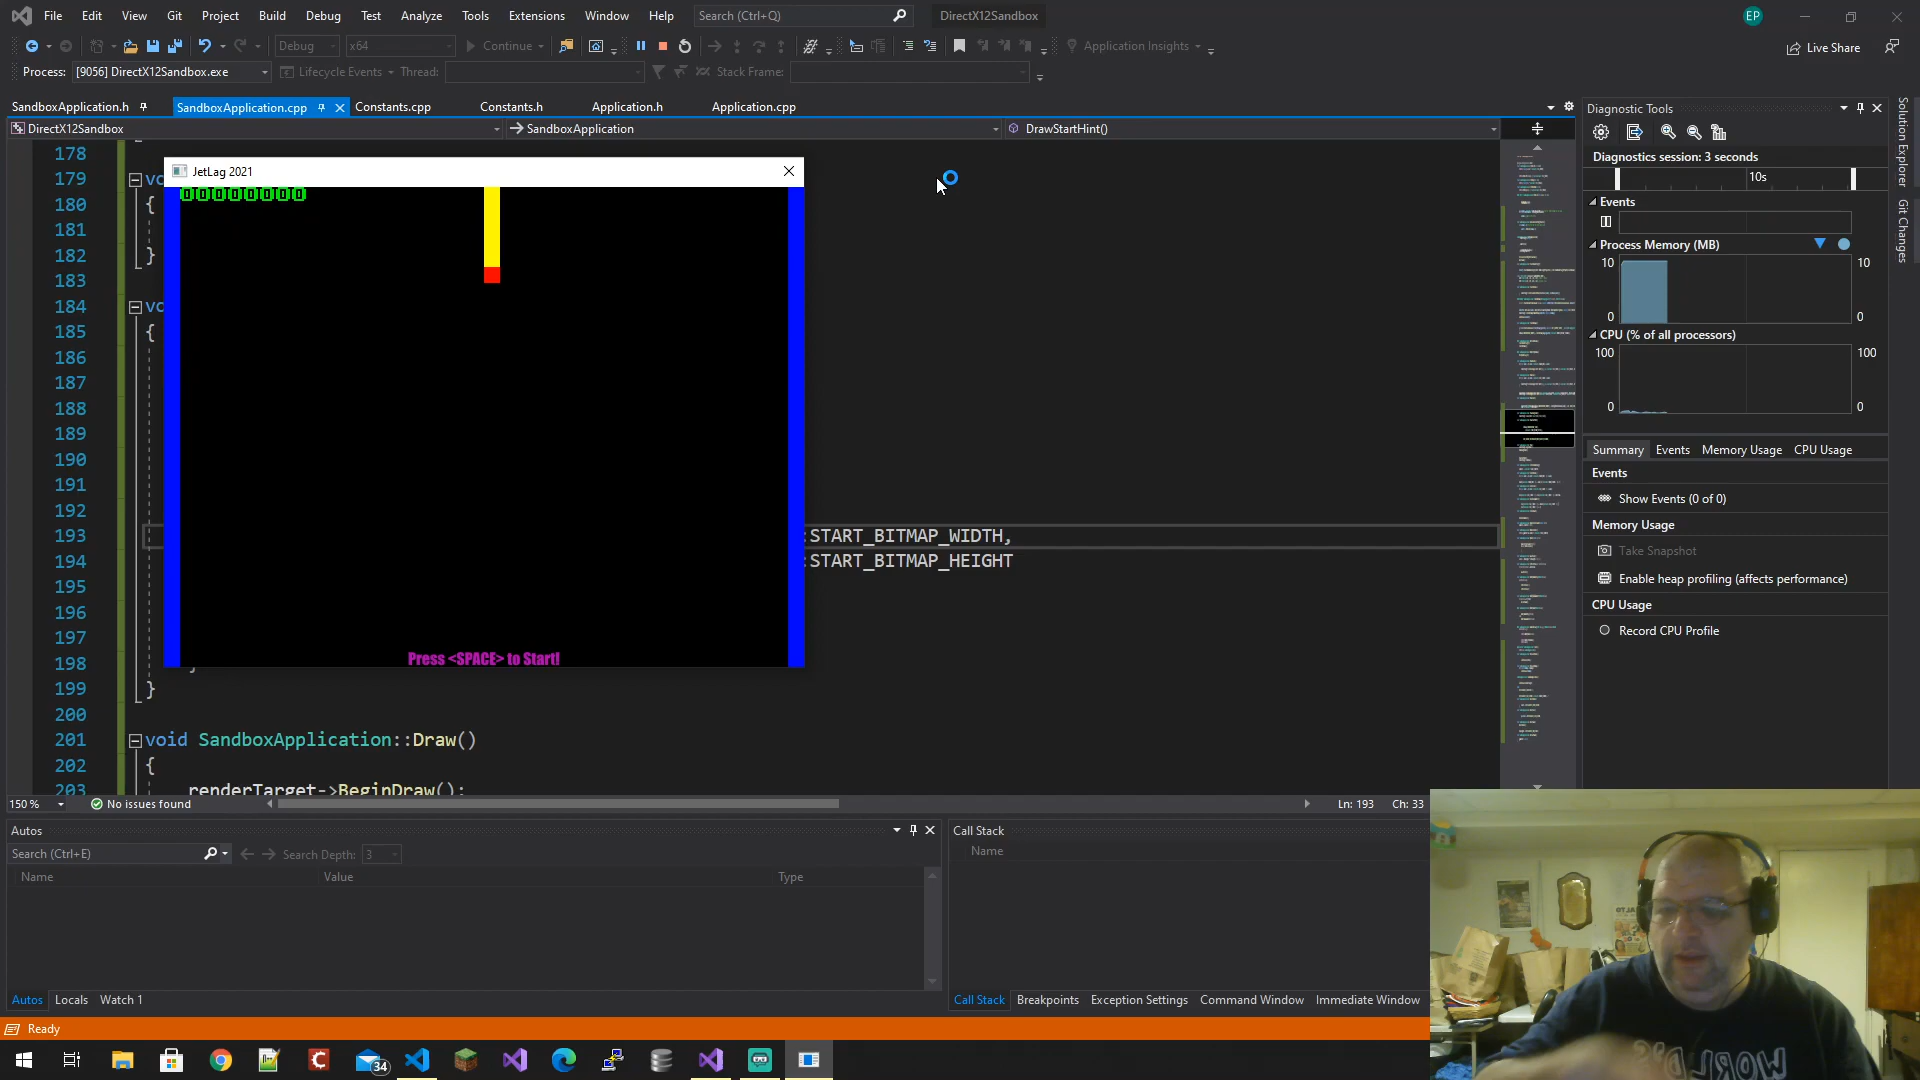 File Edit View Git Project Build Debug Test Analyze Tools Extensions Window Help Search (Ctrl+Q) DirectX12Sandbox EP
Debug x64 Continue Application Insights Live Share
Process: [9056] DirectX12Sandbox.exe Lifecycle Events Thread: Stack Frame:
SandboxApplication.h SandboxApplication.cpp Constants.cpp Constants.h Application.h Application.cpp
DirectX12Sandbox SandboxApplication DrawStartHint()
178
179 vo
180 {
181
182 }
183
184 vo
185 {
186
187
188
189
190
191
192
193 :START_BITMAP_WIDTH,
194 :START_BITMAP_HEIGHT
195
196
197
198
199 }
200
201 void SandboxApplication::Draw()
202 {
203 renderTarget->BeginDraw();
JetLag 2021
00000000
Press <SPACE> to Start!
150 % No issues found Ln: 193 Ch: 33
Autos
Search (Ctrl+E) Search Depth: 3
Name Value Type
Autos Locals Watch 1
Call Stack
Name
Call Stack Breakpoints Exception Settings Command Window Immediate Window
Ready
Diagnostic Tools
Diagnostics session: 3 seconds
10s
Events
Process Memory (MB)
10 10
0 0
CPU (% of all processors)
100 100
0 0
Summary Events Memory Usage CPU Usage
Events
Show Events (0 of 0)
Memory Usage
Take Snapshot
Enable heap profiling (affects performance)
CPU Usage
Record CPU Profile
Solution Explorer
Git Changes
34